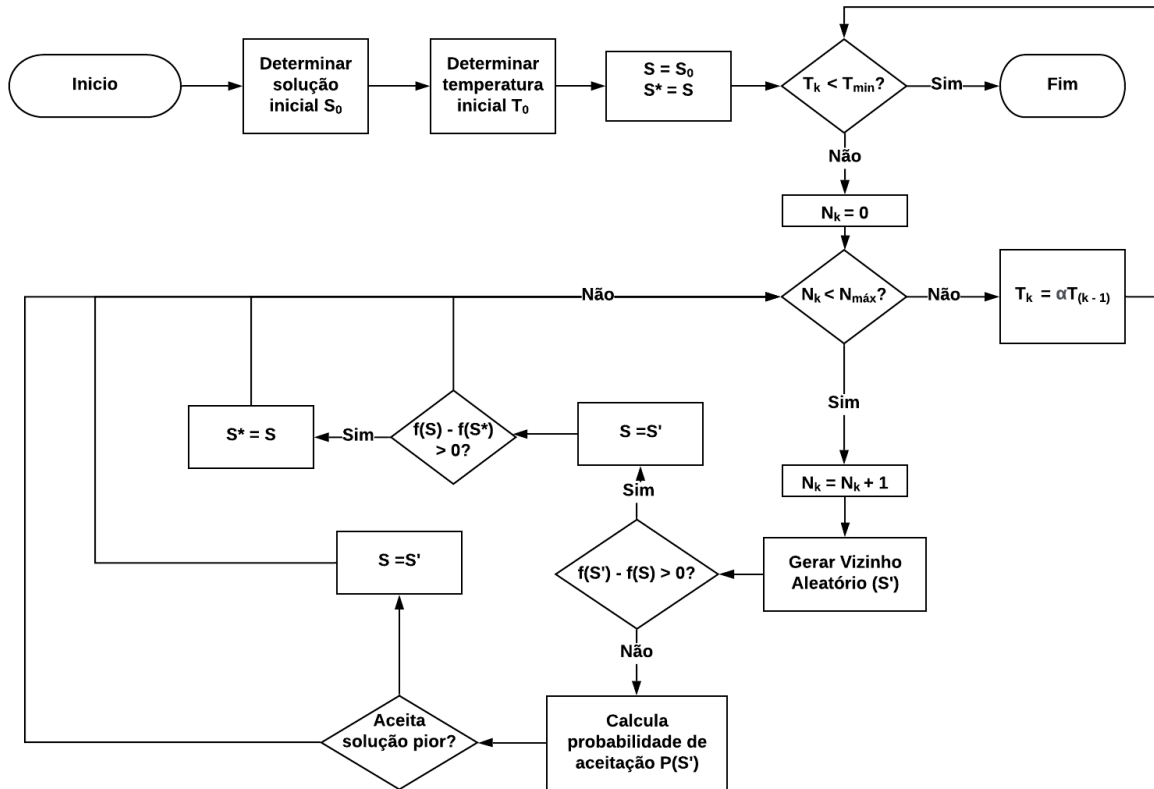 Inicio
Determinar
solução
inicial S₀
Determinar
temperatura
inicial T₀
S = S₀
S* = S
Tₖ < Tmin?
Sim
Fim
Não
Nₖ = 0
Não
Nₖ < Nmáx?
Não
Tₖ = αT(k - 1)
Sim
S* = S
Sim
f(S) - f(S*)
> 0?
S =S'
Nₖ = Nₖ + 1
Sim
S =S'
f(S') - f(S) > 0?
Gerar Vizinho
Aleatório (S')
Não
Aceita
solução pior?
Calcula
probabilidade de
aceitação P(S')